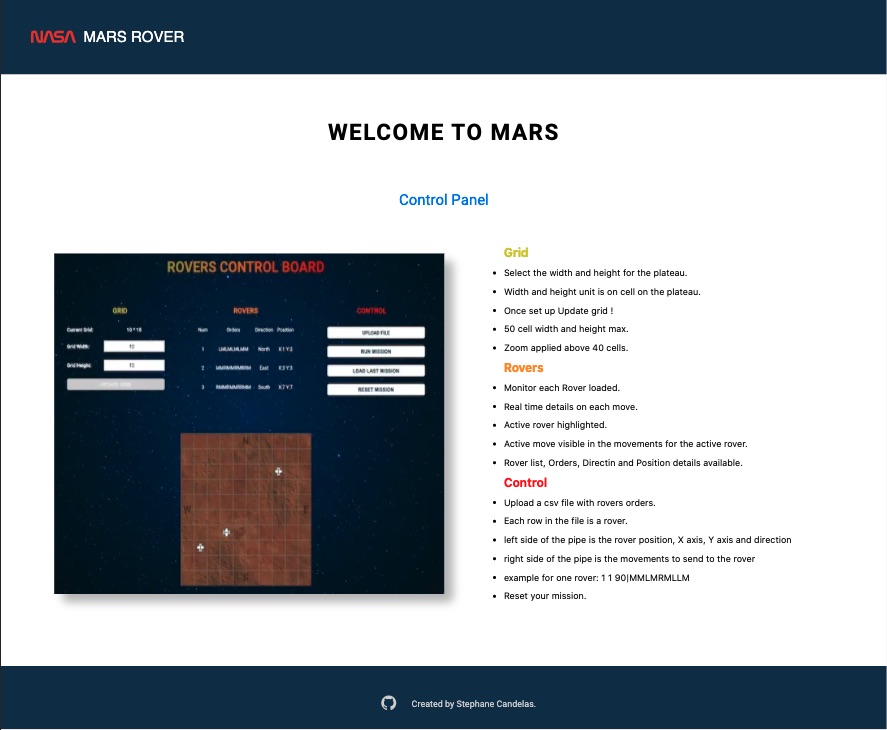 NASA MARS ROVER
WELCOME TO MARS
Control Panel
ROVERS CONTROL BOARD
GRID
ROVERS
CONTROL
Current Grid: 10 * 10
Num Orders Direction Position
UPLOAD FILE
Grid Width: 10
1 LMLMLMLMM North X:1 Y:3
RUN MISSION
Grid Height: 10
2 MMRMMRMRRM East X:3 Y:3
LOAD LAST MISSION
UPDATE GRID
3 South X:7 Y:7
RESET MISSION
N
W
E
Grid
Select the width and height for the plateau.
Width and height unit is on cell on the plateau.
Once set up Update grid !
50 cell width and height max.
Zoom applied above 40 cells.
Rovers
Monitor each Rover loaded.
Real time details on each move.
Active rover highlighted.
Active move visible in the movements for the active rover.
Rover list, Orders, Directin and Position details available.
Control
Upload a csv file with rovers orders.
Each row in the file is a rover.
left side of the pipe is the rover position, X axis, Y axis and direction
right side of the pipe is the movements to send to the rover
example for one rover: 1 1 90|MMLMRMLLM
Reset your mission.
Created by Stephane Candelas.